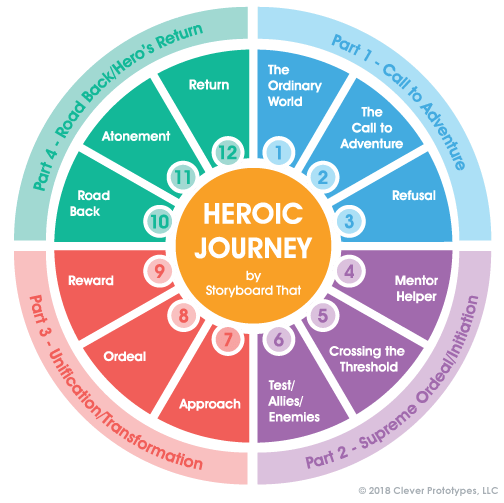 HEROIC
JOURNEY
by
Storyboard That
Part 1 - Call to Adventure
The
Ordinary
World
1
The
Call to
Adventure
2
Refusal
3
Part 2 - Supreme Ordeal/Initiation
Mentor
Helper
4
Crossing the
Threshold
5
Test/
Allies/
Enemies
6
Part 3 - Unification/Transformation
Approach
7
Ordeal
8
Reward
9
Part 4 - Road Back/Hero's Return
Road
Back
10
Atonement
11
Return
12
© 2018 Clever Prototypes, LLC